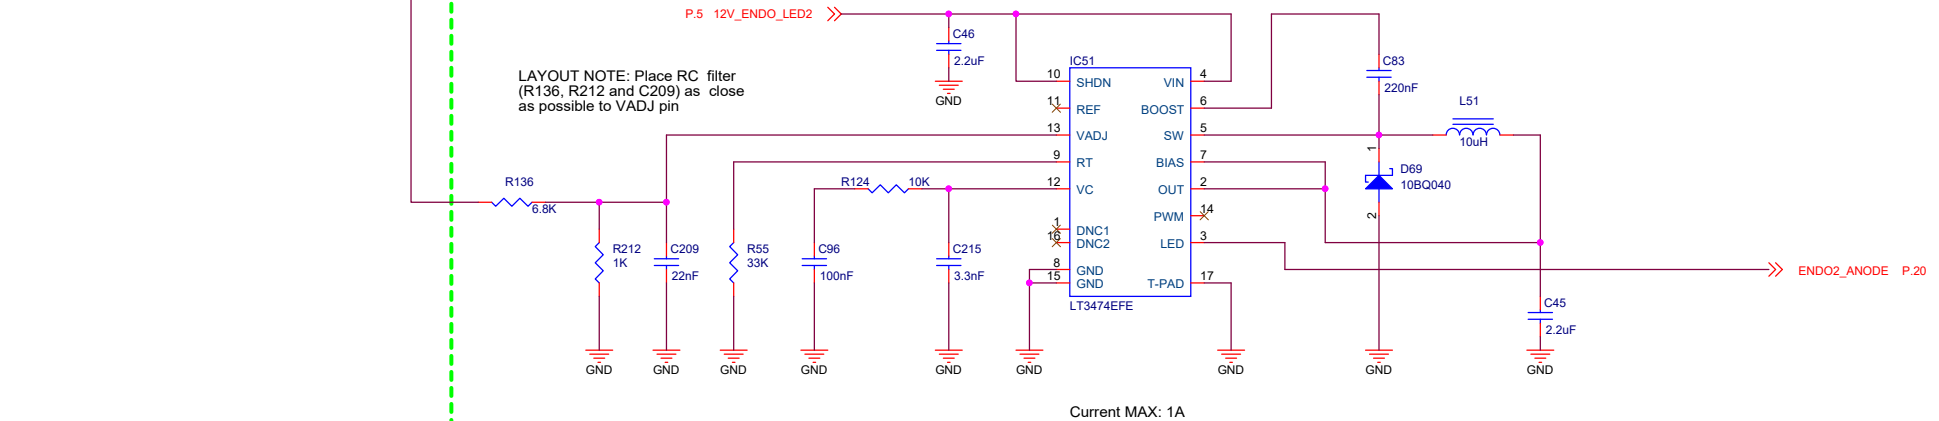 P.5 12V_ENDO_LED2
C46
2.2uF
GND
LAYOUT NOTE: Place RC filter
(R136, R212 and C209) as close
as possible to VADJ pin
IC51
10 SHDN
11 REF
13 VADJ
9 RT
12 VC
1 DNC1
16 DNC2
8 GND
15 GND
VIN 4
BOOST 6
SW 5
BIAS 7
OUT 2
PWM 14
LED 3
T-PAD 17
LT3474EFE
C83
220nF
L51
10uH
1
D69
10BQ040
2
R136
6.8K
R124 10K
R212
1K
C209
22nF
R55
33K
C96
100nF
C215
3.3nF
ENDO2_ANODE P.20
C45
2.2uF
GND GND GND GND GND GND GND GND GND
Current MAX: 1A